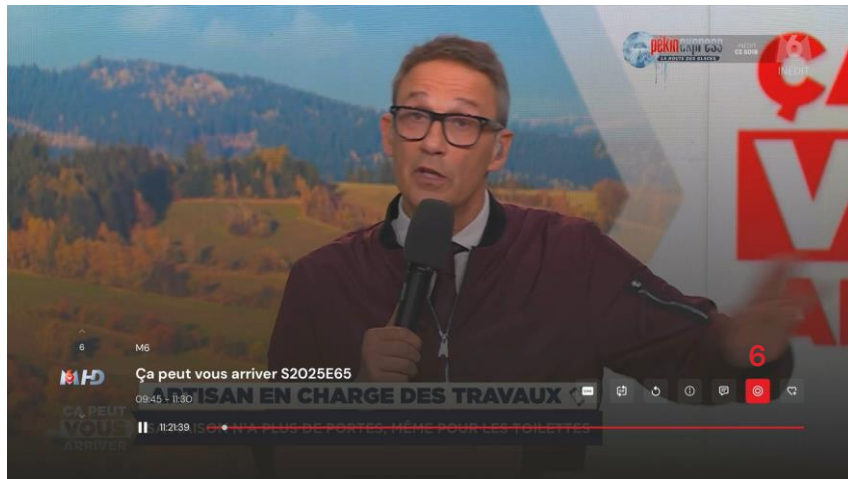 pékin express
LA ROUTE DES GLACES
INÉDIT
CE SOIR
6
INÉDIT
ÇA
V
6
6
M6
M6 HD
Ça peut vous arriver S2025E65
ARTISAN EN CHARGE DES TRAVAUX
09:45 - 11:30
ÇA PEUT
VOUS
ARRIVER
N'A PLUS DE PORTES, MÊME POUR LES TOILETTES
11:21:39